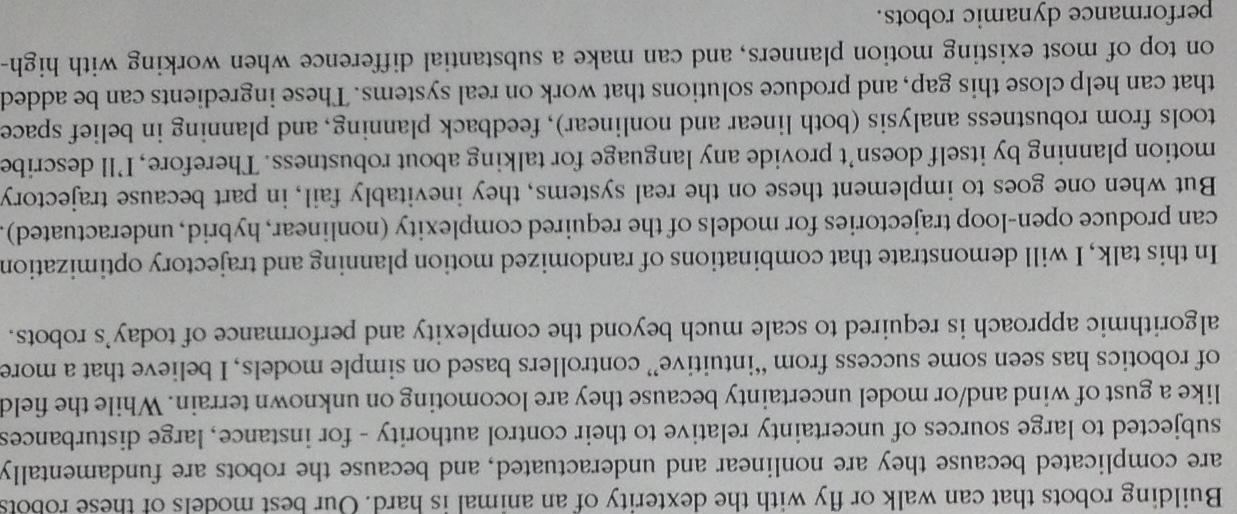 Building robots that can walk or fly with the dexterity of an animal is hard. Our best models of these robots
are complicated because they are nonlinear and underactuated, and because the robots are fundamentally
subjected to large sources of uncertainty relative to their control authority - for instance, large disturbances
like a gust of wind and/or model uncertainty because they are locomoting on unknown terrain. While the field
of robotics has seen some success from “intuitive” controllers based on simple models, I believe that a more
algorithmic approach is required to scale much beyond the complexity and performance of today’s robots.
In this talk, I will demonstrate that combinations of randomized motion planning and trajectory optimization
can produce open-loop trajectories for models of the required complexity (nonlinear, hybrid, underactuated).
But when one goes to implement these on the real systems, they inevitably fail, in part because trajectory
motion planning by itself doesn’t provide any language for talking about robustness. Therefore, I’ll describe
tools from robustness analysis (both linear and nonlinear), feedback planning, and planning in belief space
that can help close this gap, and produce solutions that work on real systems. These ingredients can be added
on top of most existing motion planners, and can make a substantial difference when working with high-
performance dynamic robots.